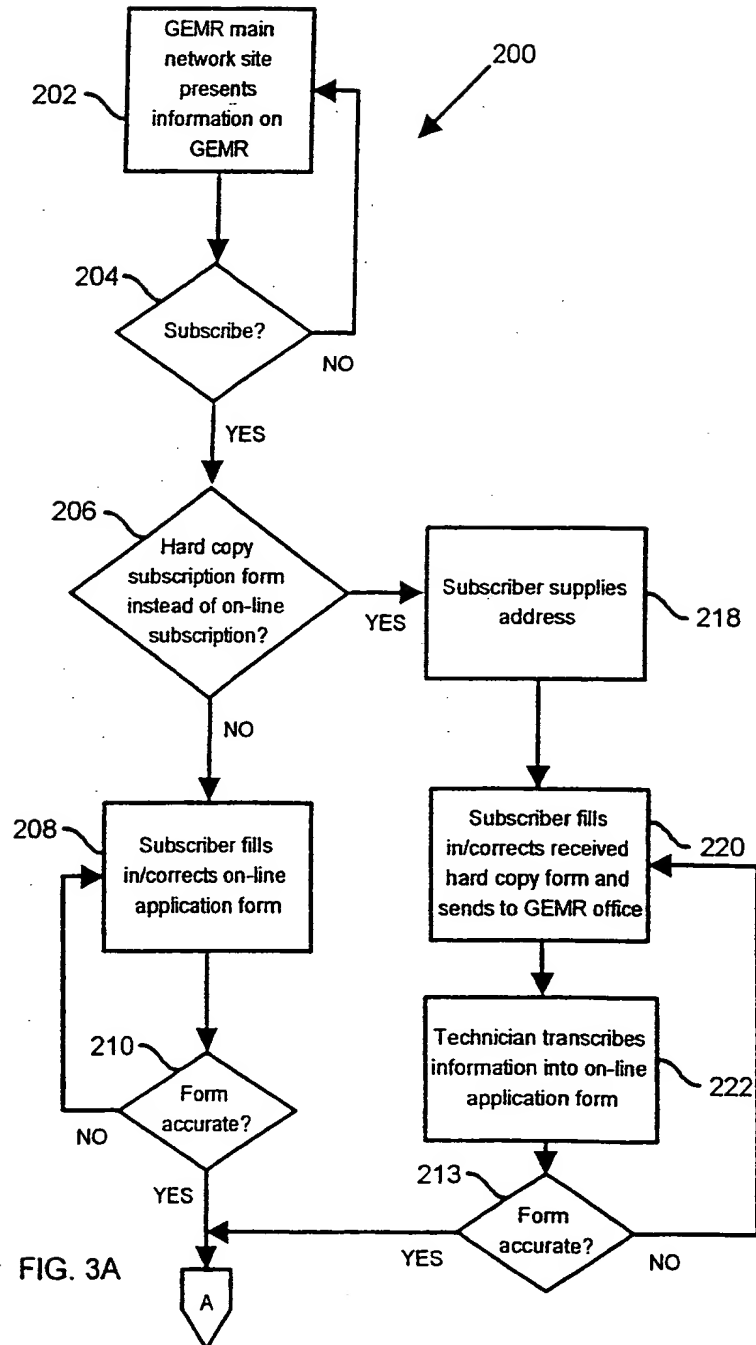 GEMR main
network site
presents
information on
GEMR
202
200
204
Subscribe?
NO
YES
206
Hard copy
subscription form
instead of on-line
subscription?
YES
Subscriber supplies
address
218
NO
208
Subscriber fills
in/corrects on-line
application form
Subscriber fills
in/corrects received
hard copy form and
sends to GEMR office
220
210
Form
accurate?
NO
YES
Technician transcribes
information into on-line
application form
222
213
Form
accurate?
YES
NO
FIG. 3A
A